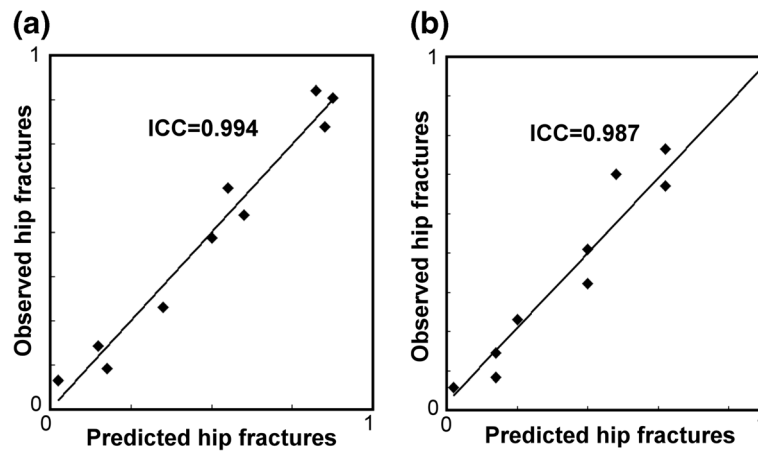 (a)
1
Observed hip fractures
ICC=0.994
0
0
Predicted hip fractures
1
(b)
1
Observed hip fractures
ICC=0.987
0
0
Predicted hip fractures